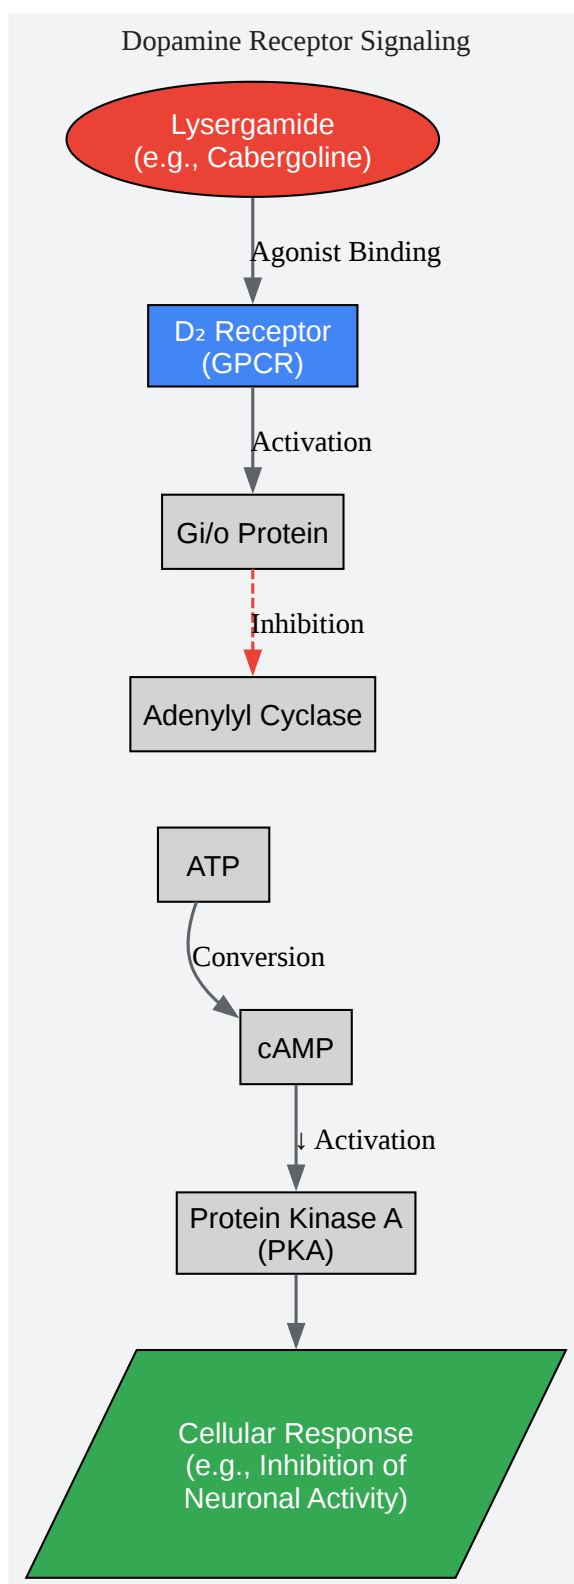 Dopamine Receptor Signaling
Lysergamide
(e.g., Cabergoline)
Agonist Binding
D₂ Receptor
(GPCR)
Activation
Gi/o Protein
Inhibition
Adenylyl Cyclase
ATP
Conversion
cAMP
↓ Activation
Protein Kinase A
(PKA)
Cellular Response
(e.g., Inhibition of
Neuronal Activity)